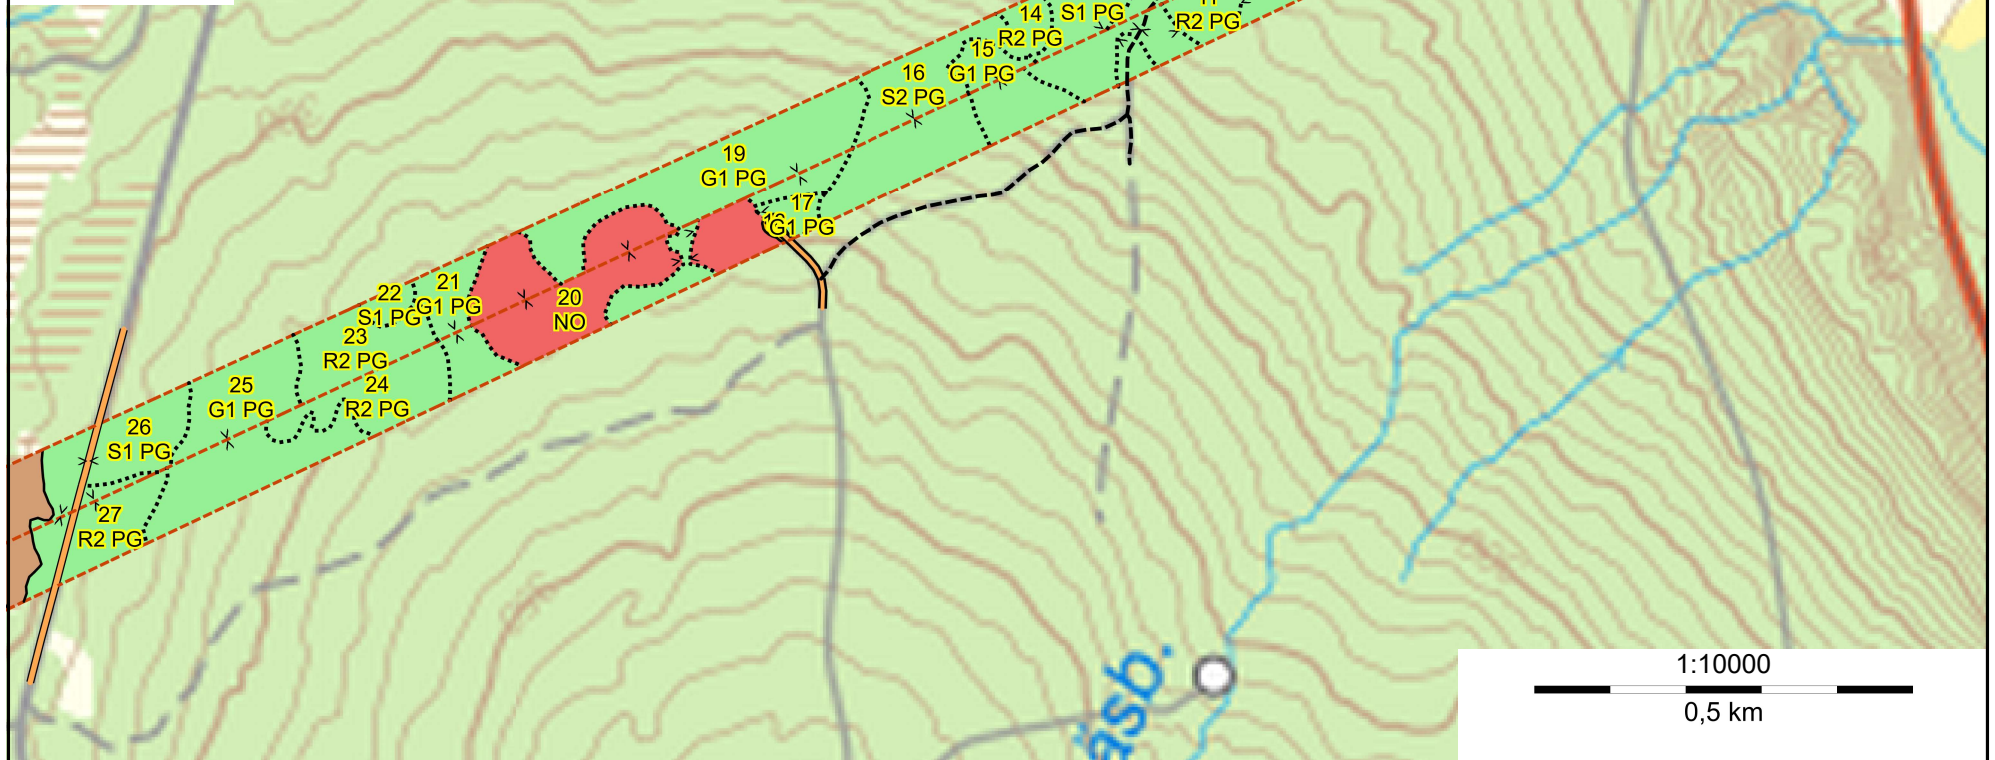 14
R2 PG
S1 PG
R2 PG
15
G1 PG
16
S2 PG
19
G1 PG
17
G1 PG
20
NO
21
G1 PG
22
S1 PG
23
R2 PG
24
R2 PG
25
G1 PG
26
S1 PG
27
R2 PG
äsb.
1:10000
0,5 km